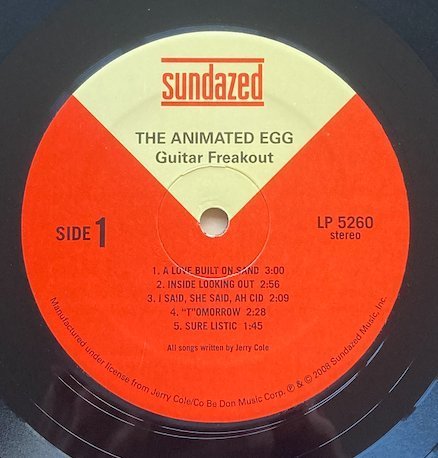 sundazed
THE ANIMATED EGG
Guitar Freakout
SIDE 1
LP 5260
stereo
1. A LOVE BUILT ON SAND 3:00
2. INSIDE LOOKING OUT 2:56
3. I SAID, SHE SAID, AH CID 2:09
4. “T”OMORROW 2:28
5. SURE LISTIC 1:45
All songs written by Jerry Cole
Manufactured under license from Jerry Cole/Co Be Don Music Corp. ℗ & © 2008 Sundazed Music, Inc.